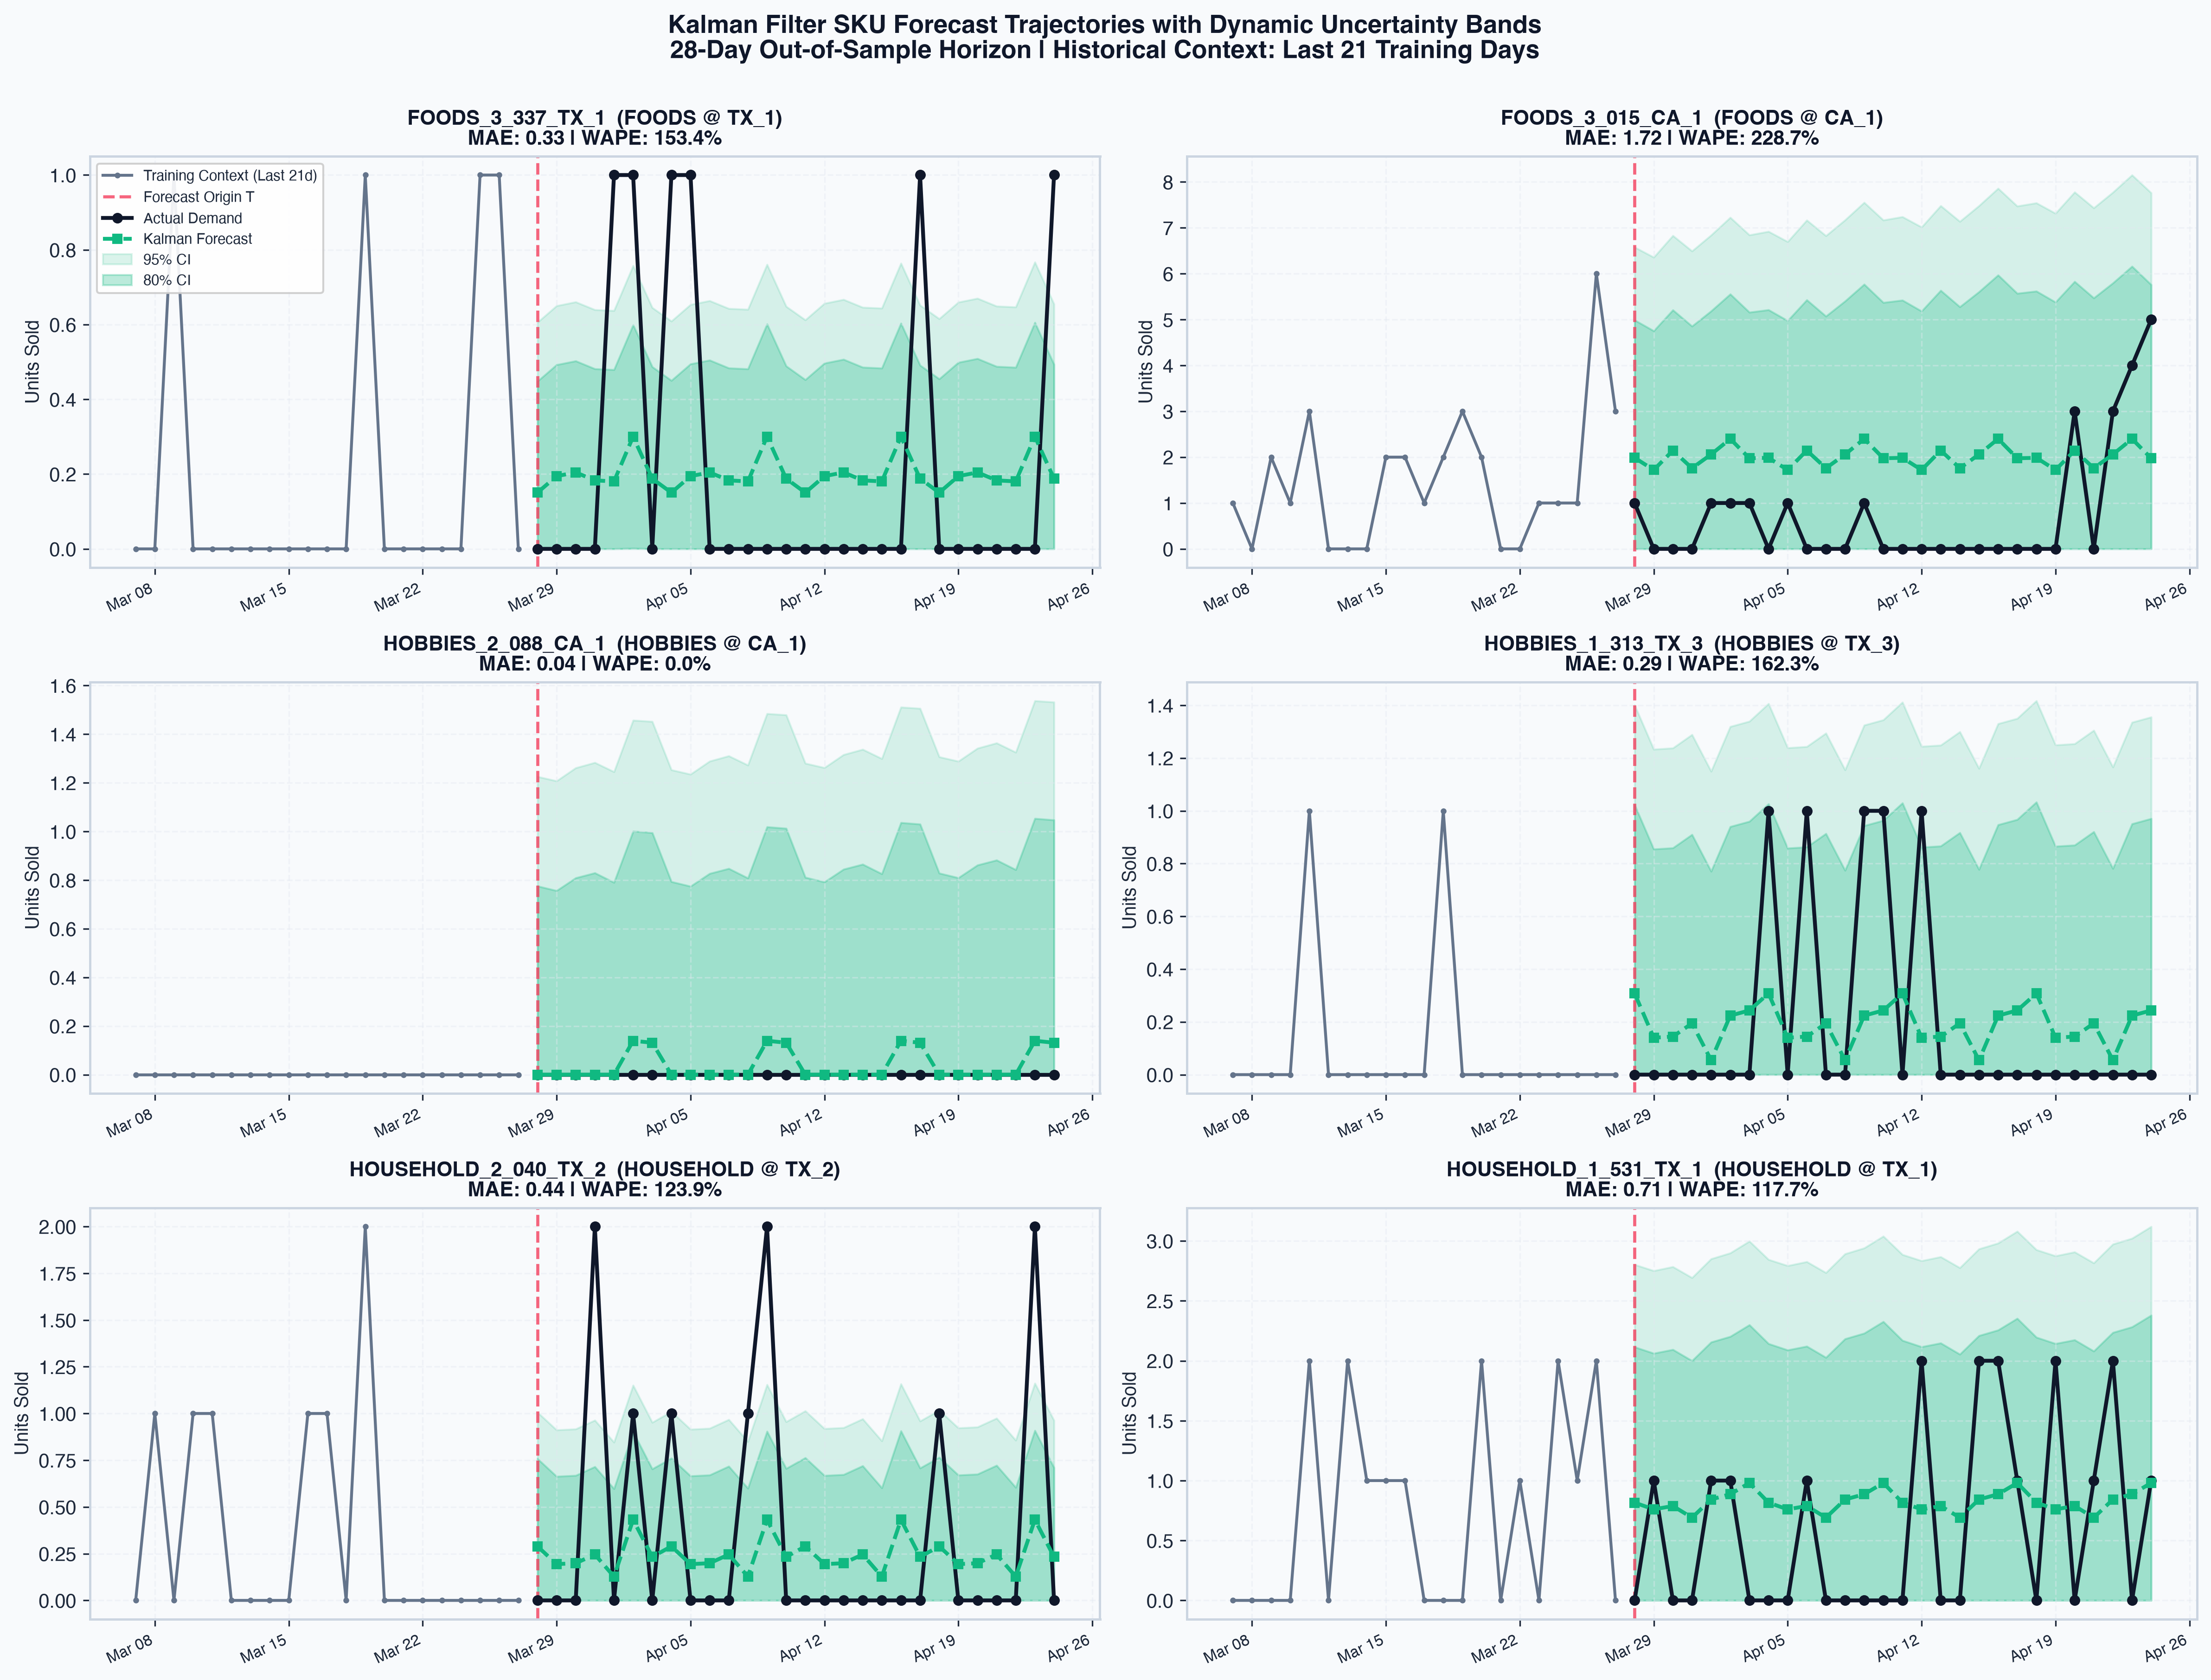 Kalman Filter SKU Forecast Trajectories with Dynamic Uncertainty Bands
28-Day Out-of-Sample Horizon | Historical Context: Last 21 Training Days
FOODS_3_337_TX_1 (FOODS @ TX_1)
MAE: 0.33 | WAPE: 153.4%
Training Context (Last 21d)
Forecast Origin T
Actual Demand
Kalman Forecast
95% CI
80% CI
Units Sold
1.0
0.8
0.6
0.4
0.2
0.0
Mar 08
Mar 15
Mar 22
Mar 29
Apr 05
Apr 12
Apr 19
Apr 26
FOODS_3_015_CA_1 (FOODS @ CA_1)
MAE: 1.72 | WAPE: 228.7%
Units Sold
8
7
6
5
4
3
2
1
0
Mar 08
Mar 15
Mar 22
Mar 29
Apr 05
Apr 12
Apr 19
Apr 26
HOBBIES_2_088_CA_1 (HOBBIES @ CA_1)
MAE: 0.04 | WAPE: 0.0%
Units Sold
1.6
1.4
1.2
1.0
0.8
0.6
0.4
0.2
0.0
Mar 08
Mar 15
Mar 22
Mar 29
Apr 05
Apr 12
Apr 19
Apr 26
HOBBIES_1_313_TX_3 (HOBBIES @ TX_3)
MAE: 0.29 | WAPE: 162.3%
Units Sold
1.4
1.2
1.0
0.8
0.6
0.4
0.2
0.0
Mar 08
Mar 15
Mar 22
Mar 29
Apr 05
Apr 12
Apr 19
Apr 26
HOUSEHOLD_2_040_TX_2 (HOUSEHOLD @ TX_2)
MAE: 0.44 | WAPE: 123.9%
Units Sold
2.00
1.75
1.50
1.25
1.00
0.75
0.50
0.25
0.00
Mar 08
Mar 15
Mar 22
Mar 29
Apr 05
Apr 12
Apr 19
Apr 26
HOUSEHOLD_1_531_TX_1 (HOUSEHOLD @ TX_1)
MAE: 0.71 | WAPE: 117.7%
Units Sold
3.0
2.5
2.0
1.5
1.0
0.5
0.0
Mar 08
Mar 15
Mar 22
Mar 29
Apr 05
Apr 12
Apr 19
Apr 26